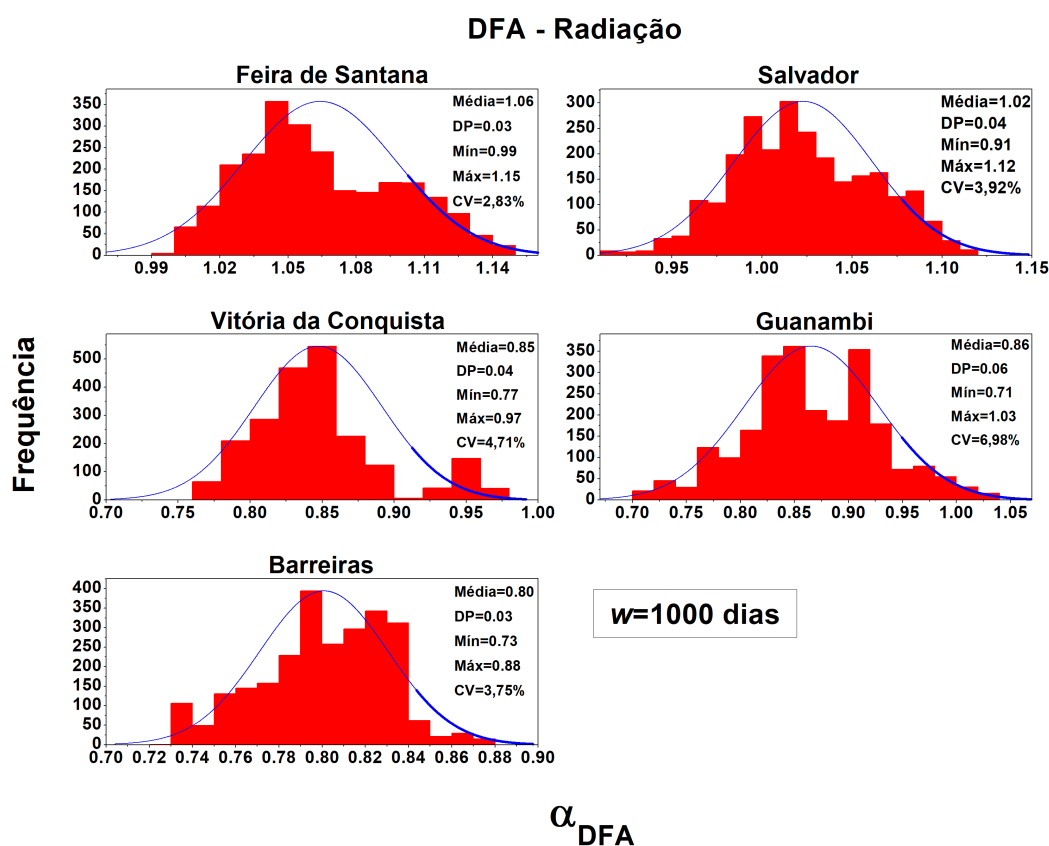 DFA - Radiação
Feira de Santana
350
300
250
200
150
100
50
0
0.99 1.02 1.05 1.08 1.11 1.14
Média=1.06
DP=0.03
Mín=0.99
Máx=1.15
CV=2,83%
Salvador
300
250
200
150
100
50
0
0.95 1.00 1.05 1.10 1.15
Média=1.02
DP=0.04
Mín=0.91
Máx=1.12
CV=3,92%
Frequência
Vitória da Conquista
500
400
300
200
100
0
0.70 0.75 0.80 0.85 0.90 0.95 1.00
Média=0.85
DP=0.04
Mín=0.77
Máx=0.97
CV=4,71%
Guanambi
350
300
250
200
150
100
50
0
0.70 0.75 0.80 0.85 0.90 0.95 1.00 1.05
Média=0.86
DP=0.06
Mín=0.71
Máx=1.03
CV=6,98%
Barreiras
400
350
300
250
200
150
100
50
0
0.70 0.72 0.74 0.76 0.78 0.80 0.82 0.84 0.86 0.88 0.90
Média=0.80
DP=0.03
Mín=0.73
Máx=0.88
CV=3,75%
w=1000 dias
α DFA